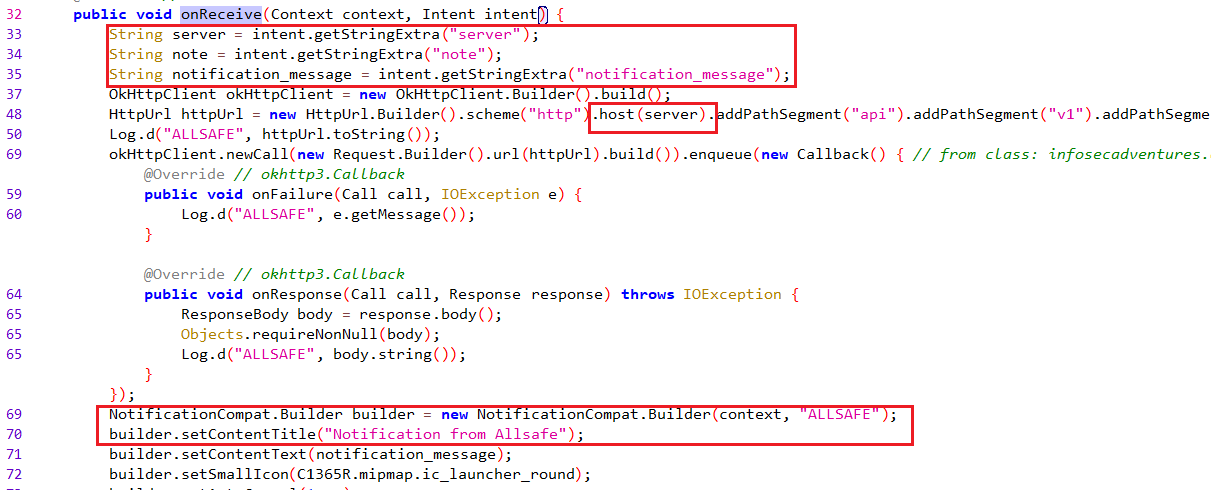 32 public void onReceive(Context context, Intent intent) {
33 String server = intent.getStringExtra("server");
34 String note = intent.getStringExtra("note");
35 String notification_message = intent.getStringExtra("notification_message");
37 OkHttpClient okHttpClient = new OkHttpClient.Builder().build();
48 HttpUrl httpUrl = new HttpUrl.Builder().scheme("http").host(server).addPathSegment("api").addPathSegment("v1").addPathSegme
50 Log.d("ALLSAFE", httpUrl.toString());
69 okHttpClient.newCall(new Request.Builder().url(httpUrl).build()).enqueue(new Callback() { // from class: infosecadventures.
@Override // okhttp3.Callback
59 public void onFailure(Call call, IOException e) {
60 Log.d("ALLSAFE", e.getMessage());
}
@Override // okhttp3.Callback
64 public void onResponse(Call call, Response response) throws IOException {
65 ResponseBody body = response.body();
65 Objects.requireNonNull(body);
65 Log.d("ALLSAFE", body.string());
}
});
69 NotificationCompat.Builder builder = new NotificationCompat.Builder(context, "ALLSAFE");
70 builder.setContentTitle("Notification from Allsafe");
71 builder.setContentText(notification_message);
72 builder.setSmallIcon(C1365R.mipmap.ic_launcher_round);